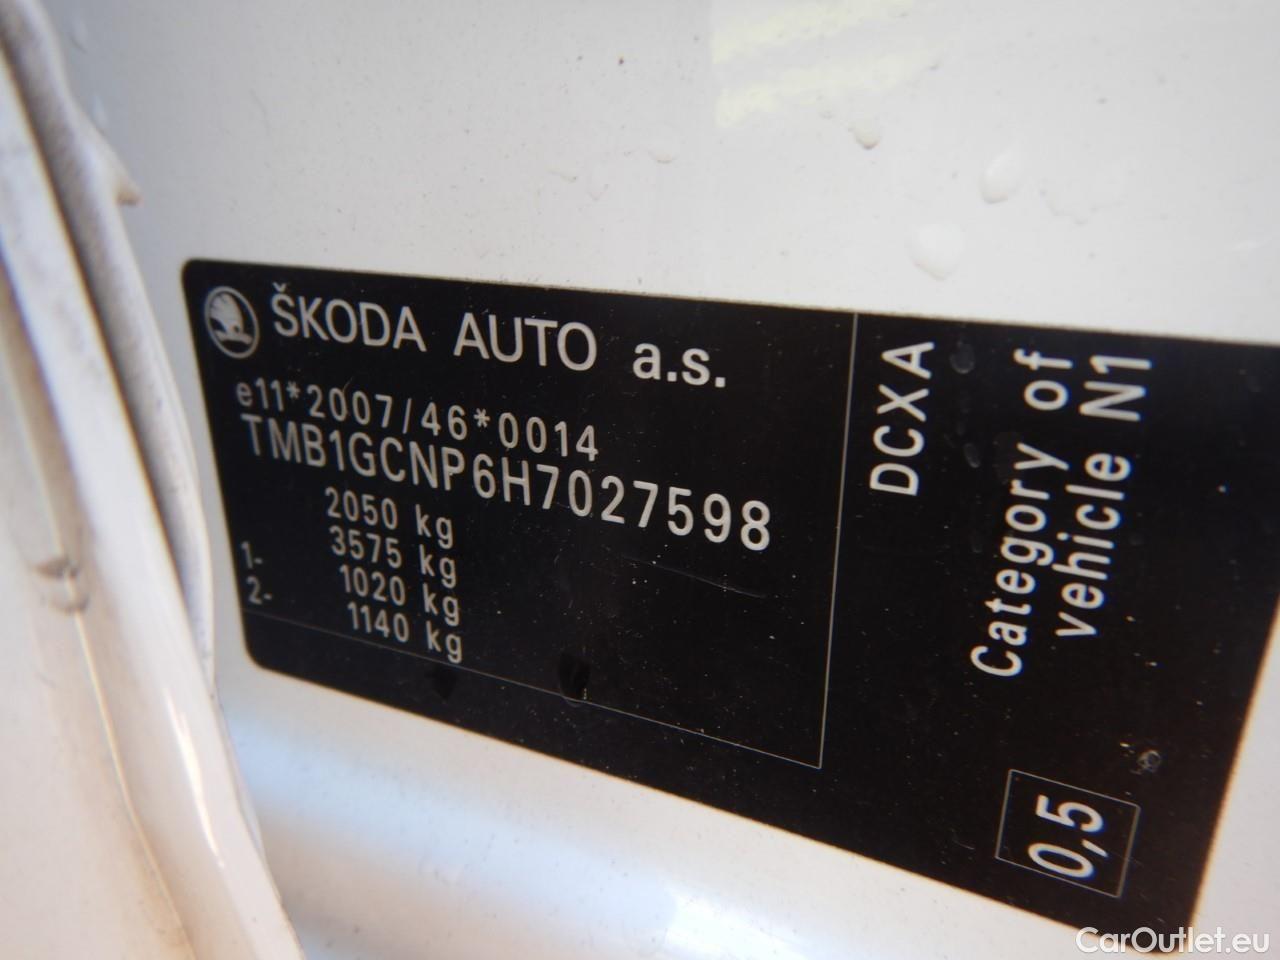 ŠKODA AUTO a.s.
e11*2007/46*0014
TMB1GCNP6H7027598
2050 kg
3575 kg
1- 1020 kg
2- 1140 kg
DCXA
Category of
vehicle N1
0,5
CarOutlet.eu